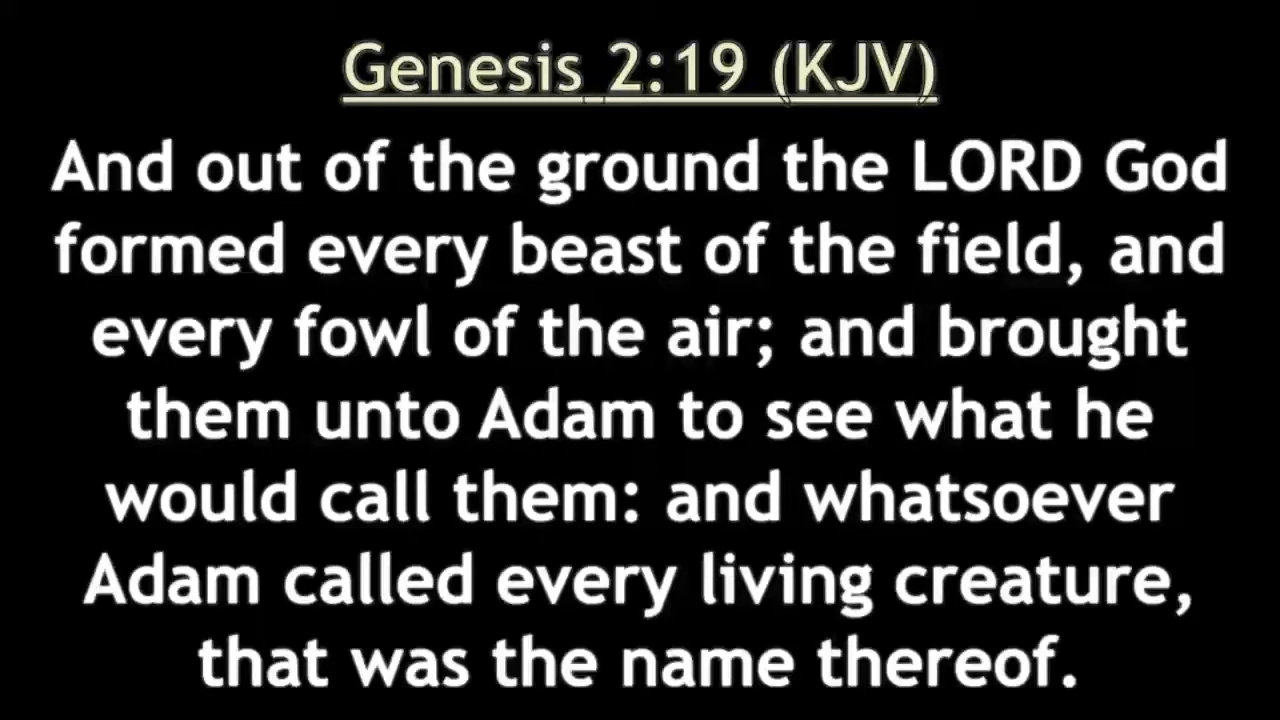 Genesis 2:19 (KJV)
And out of the ground the LORD God
formed every beast of the field, and
every fowl of the air; and brought
them unto Adam to see what he
would call them: and whatsoever
Adam called every living creature,
that was the name thereof.